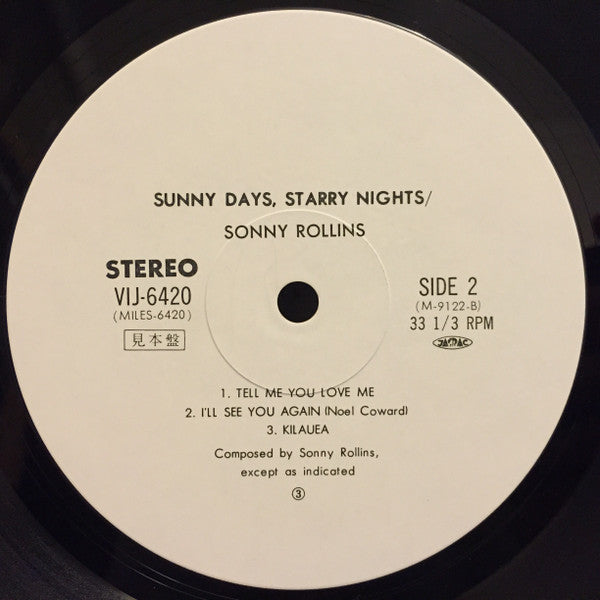 SUNNY DAYS, STARRY NIGHTS/
SONNY ROLLINS
STEREO
VIJ-6420
(MILES-6420)
見本盤
SIDE 2
(M-9122-B)
33 1/3 RPM
JASRAC
1. TELL ME YOU LOVE ME
2. I'LL SEE YOU AGAIN (Noel Coward)
3. KILAUEA
Composed by Sonny Rollins,
except as indicated
③